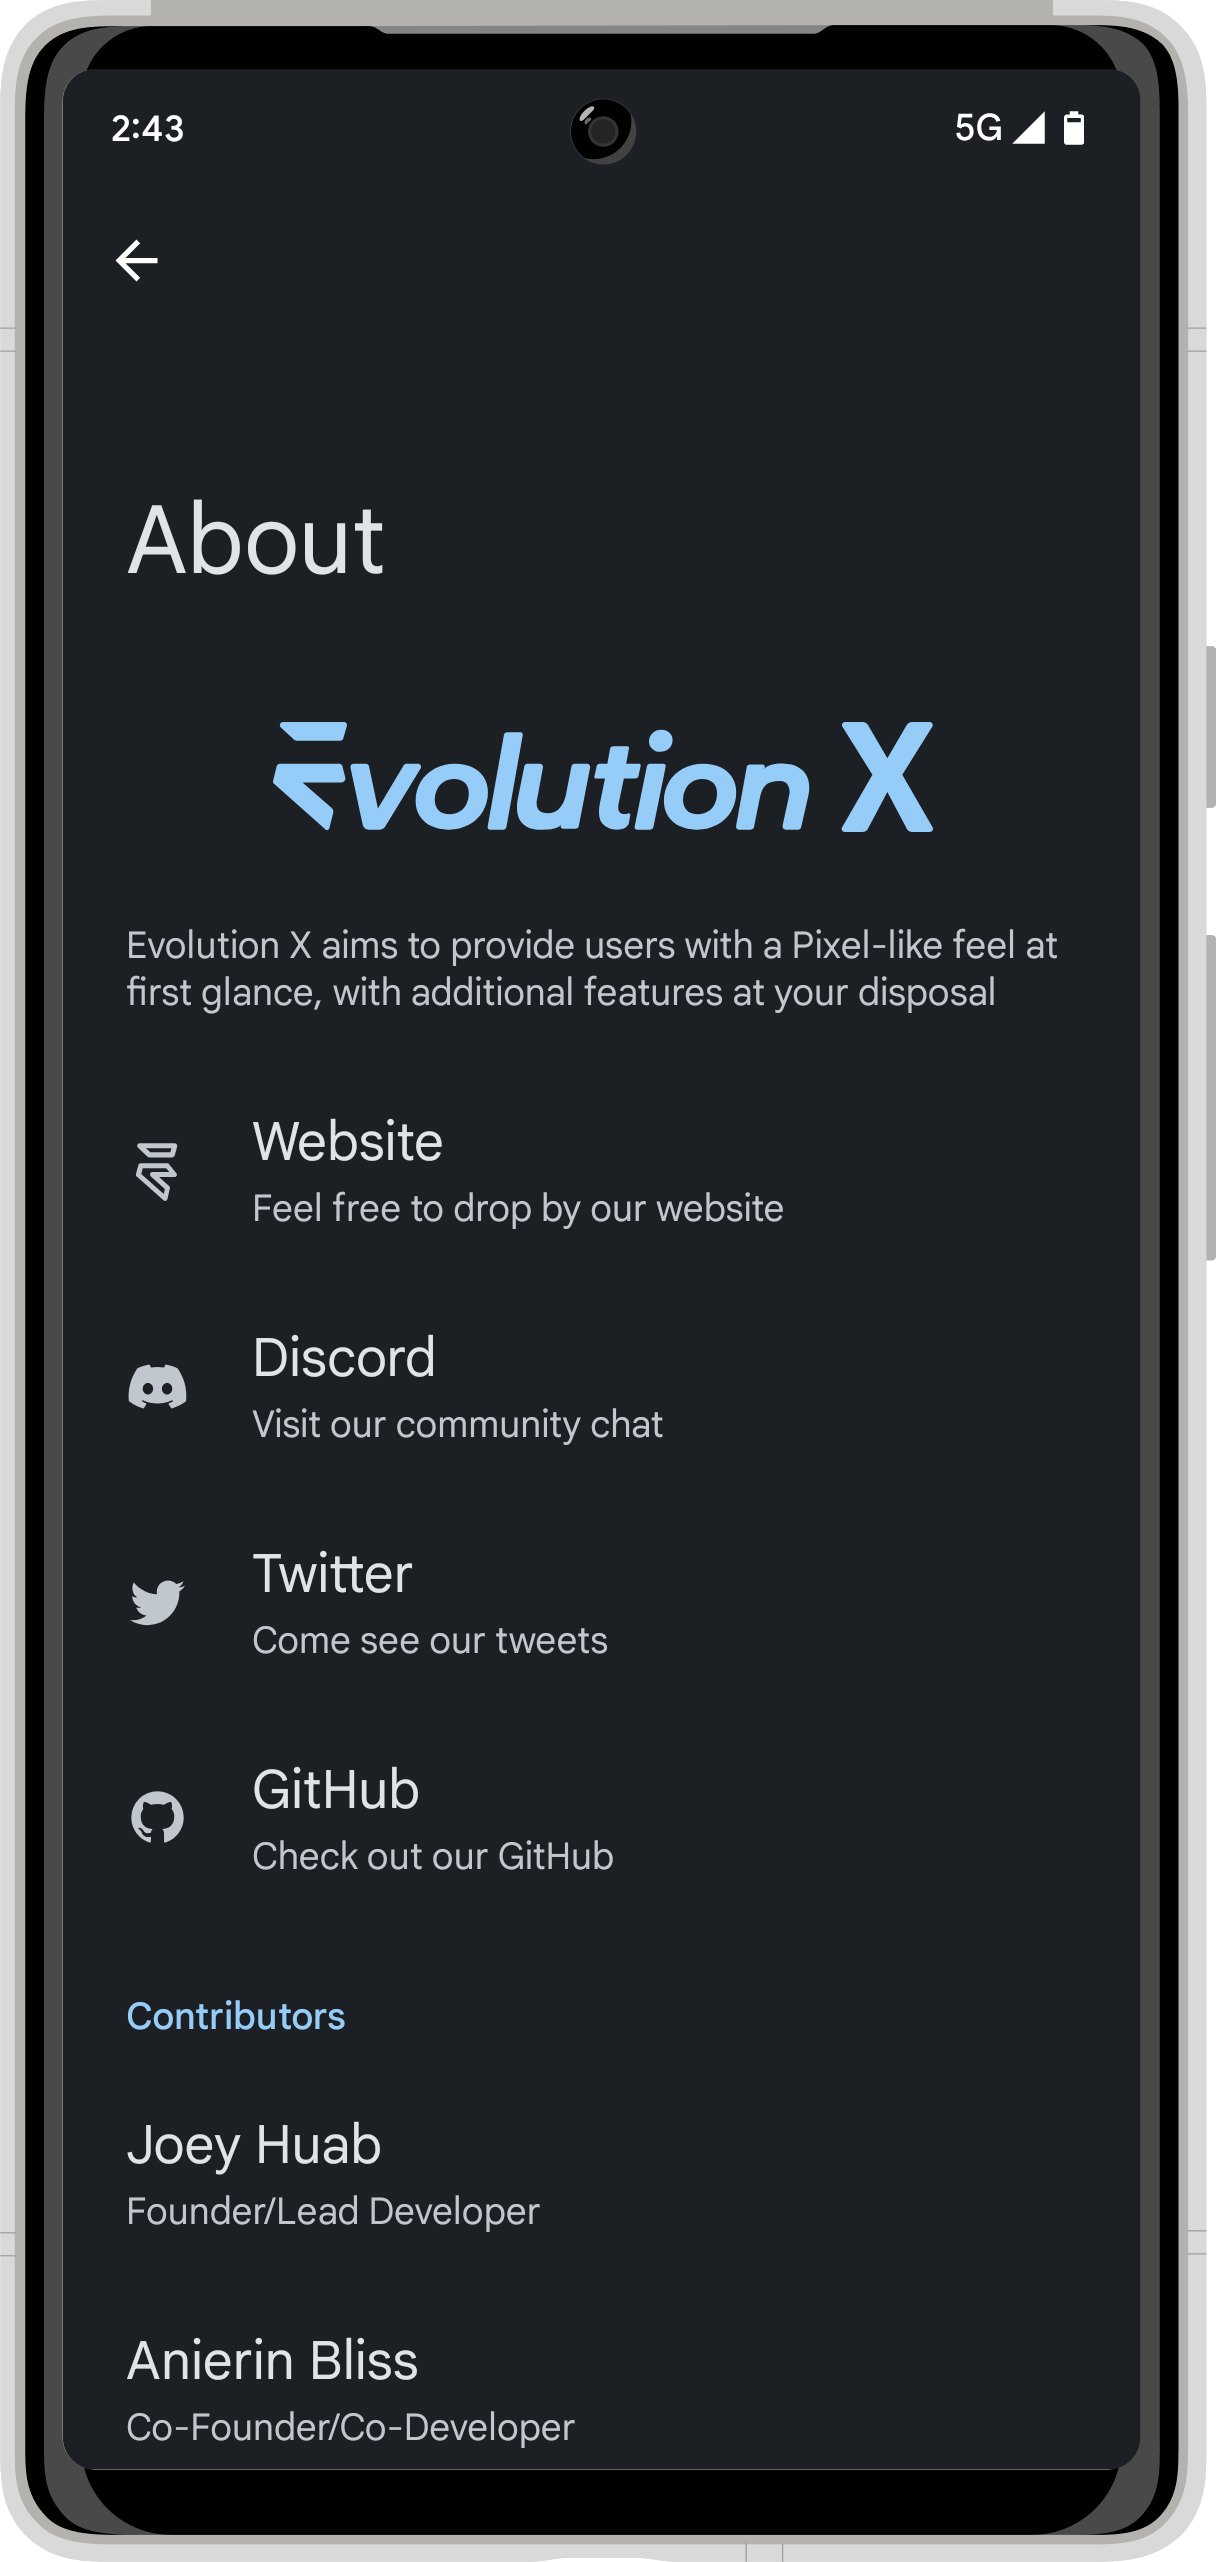 2:43
5G
About
Evolution X
Evolution X aims to provide users with a Pixel-like feel at
first glance, with additional features at your disposal
Website
Feel free to drop by our website
Discord
Visit our community chat
Twitter
Come see our tweets
GitHub
Check out our GitHub
Contributors
Joey Huab
Founder/Lead Developer
Anierin Bliss
Co-Founder/Co-Developer